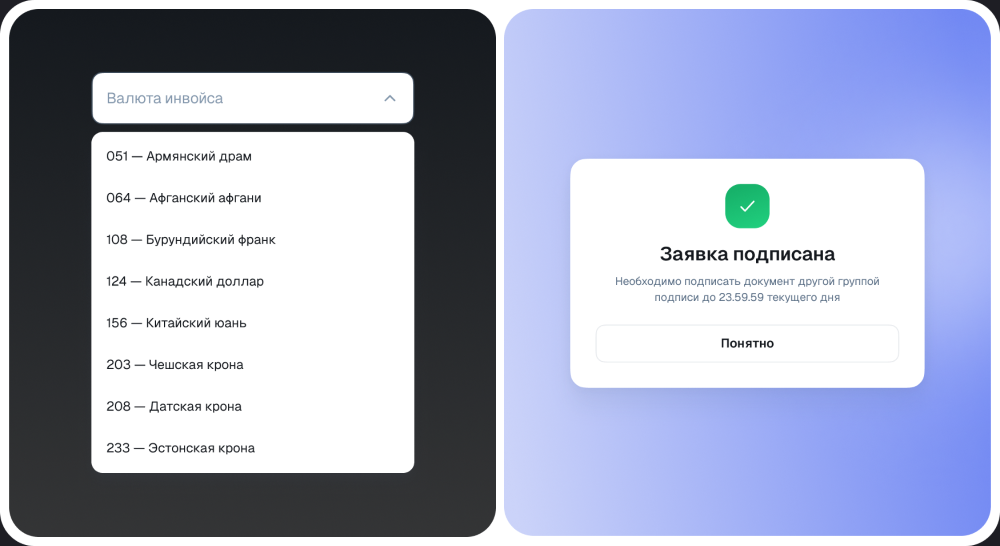 Валюта инвойса
051 — Армянский драм
064 — Афганский афгани
108 — Бурундийский франк
124 — Канадский доллар
156 — Китайский юань
203 — Чешская крона
208 — Датская крона
233 — Эстонская крона
Заявка подписана
Необходимо подписать документ другой группой
подписи до 23.59.59 текущего дня
Понятно